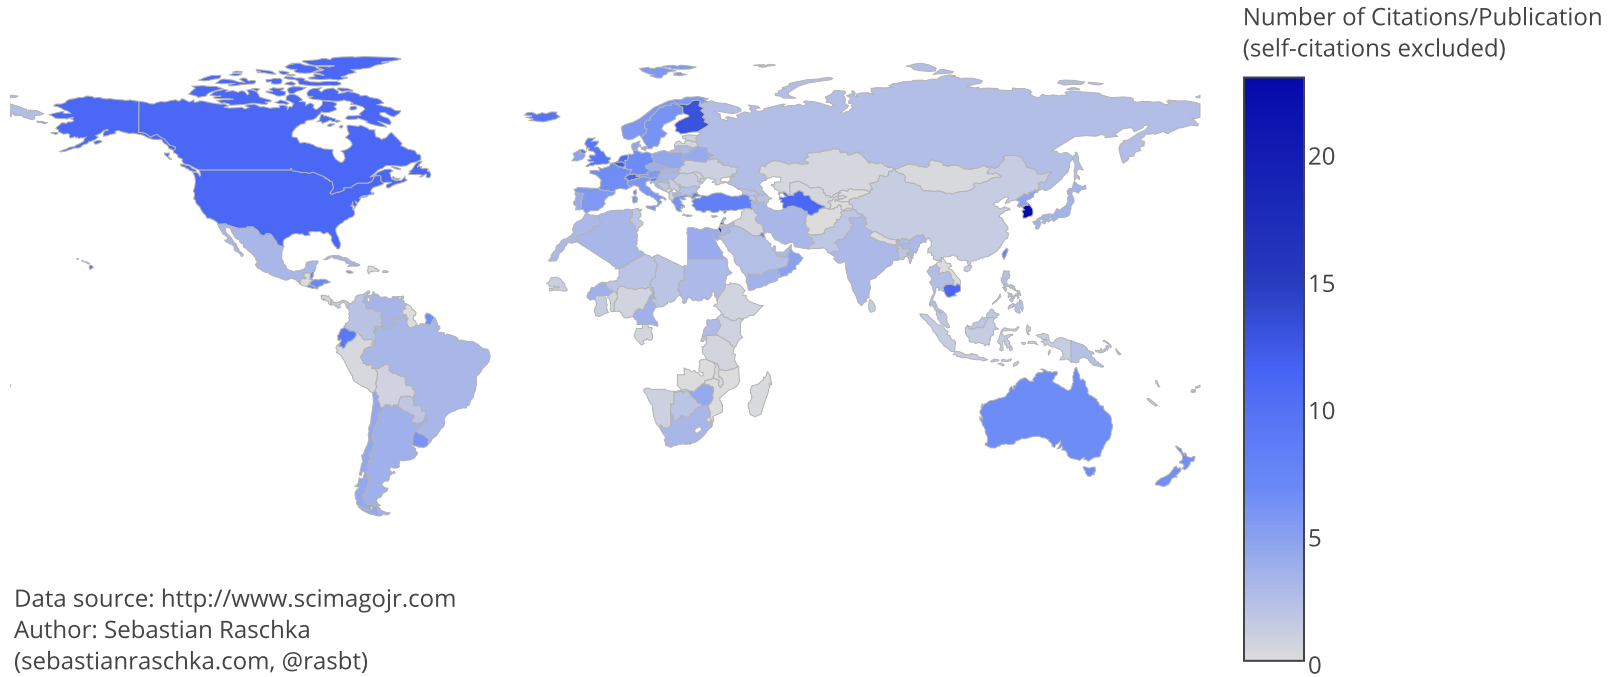 Number of Citations/Publication
(self-citations excluded)
20
15
10
5
0
Data source: http://www.scimagojr.com
Author: Sebastian Raschka
(sebastianraschka.com, @rasbt)